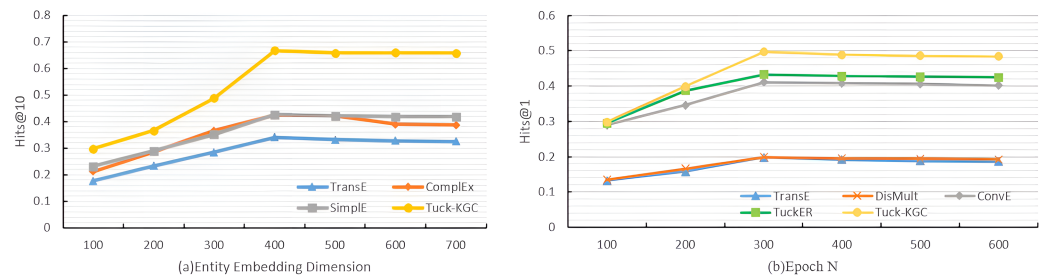 0.8
0.7
0.6
0.5
0.4
0.3
0.2
0.1
0
Hits@10
100 200 300 400 500 600 700
TransE ComplEx
SimplE Tuck-KGC
(a)Entity Embedding Dimension
0.6
0.5
0.4
0.3
0.2
0.1
0
Hits@1
100 200 300 400 500 600
TransE DisMult ConvE
TuckER Tuck-KGC
(b)Epoch N